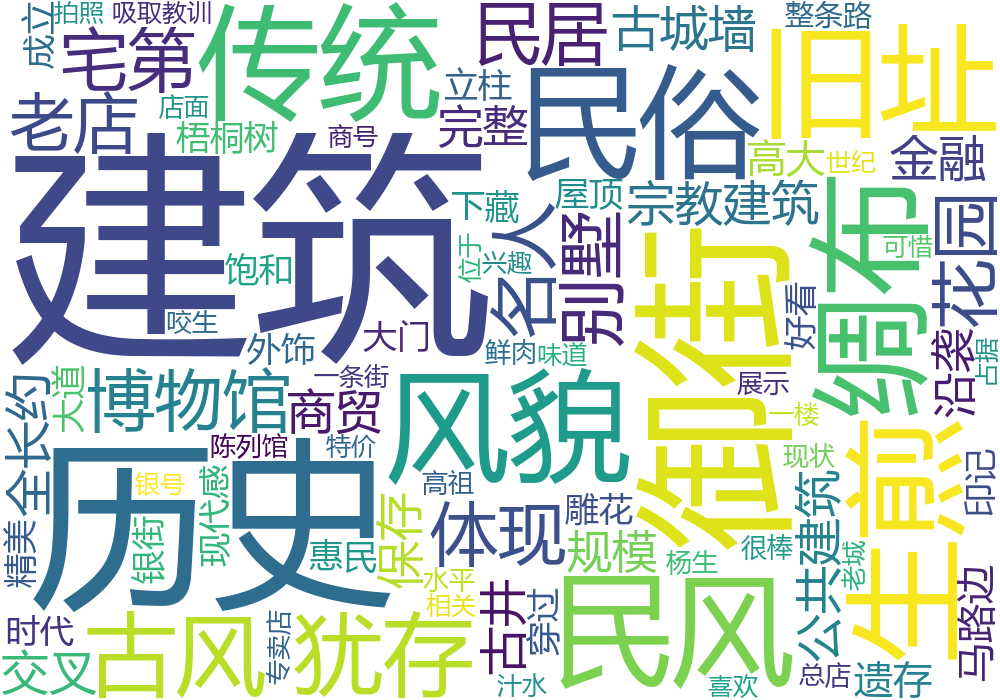 成立
拍照
吸取教训
宅第
传统
民居
古城墙
整条路
旧址
老店
店面
梧桐树
商号
立柱
完整
民俗
高大
世纪
金融
建筑
饱和
咬生
外饰
大门
下藏
位于
兴趣
名人
屋顶
别墅
宗教建筑
御街
好看
绸布
可惜
花园
博物馆
一条街
商贸
大道
风貌
鲜肉
味道
展示
一楼
沿袭
占据
全长约
历史
银号
陈列馆
特价
现代感
银街
精美
高祖
体现
雕花
保存
惠民
水平
相关
规模
杨生
很棒
现状
公共建筑
老城
生煎
印记
时代
交叉
古风
专卖店
犹存
古井
穿过
汁水
民风
喜欢
总店
遗存
马路边